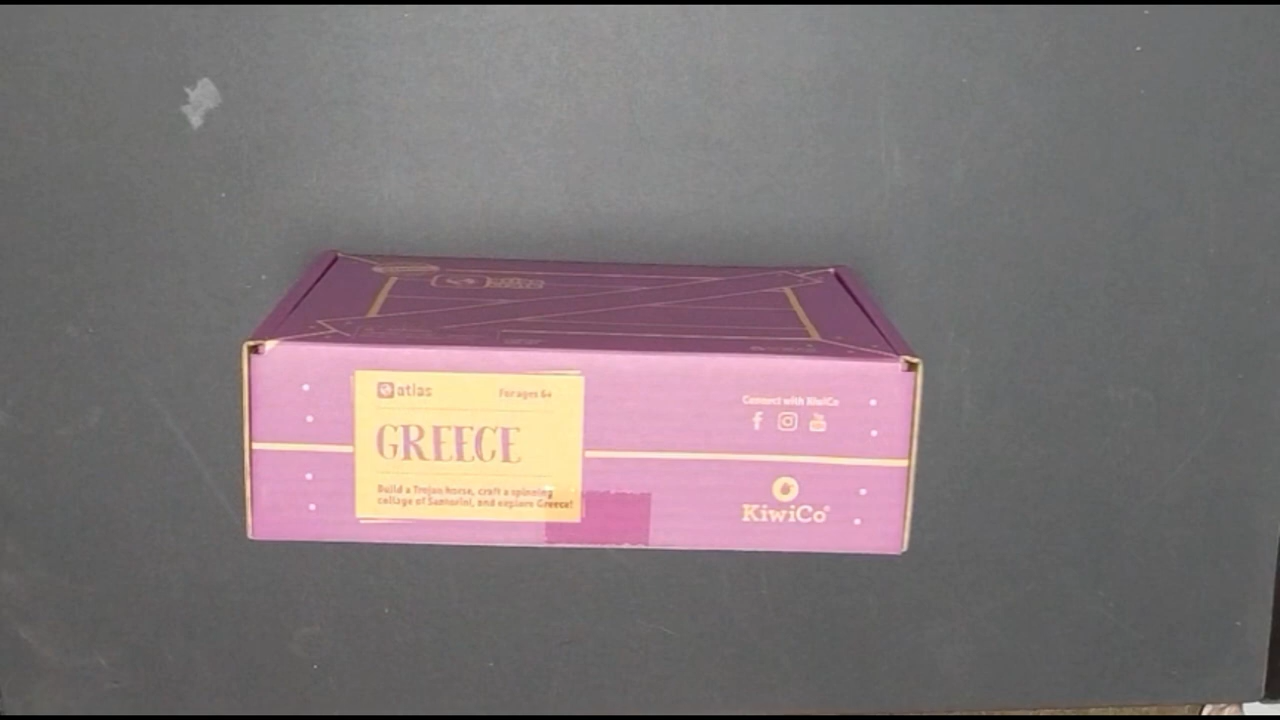 atlas
For ages 6+
GREECE
Build a Trojan horse, craft a spinning
collage of Santorini, and explore Greece!
Connect with KiwiCo
KiwiCo